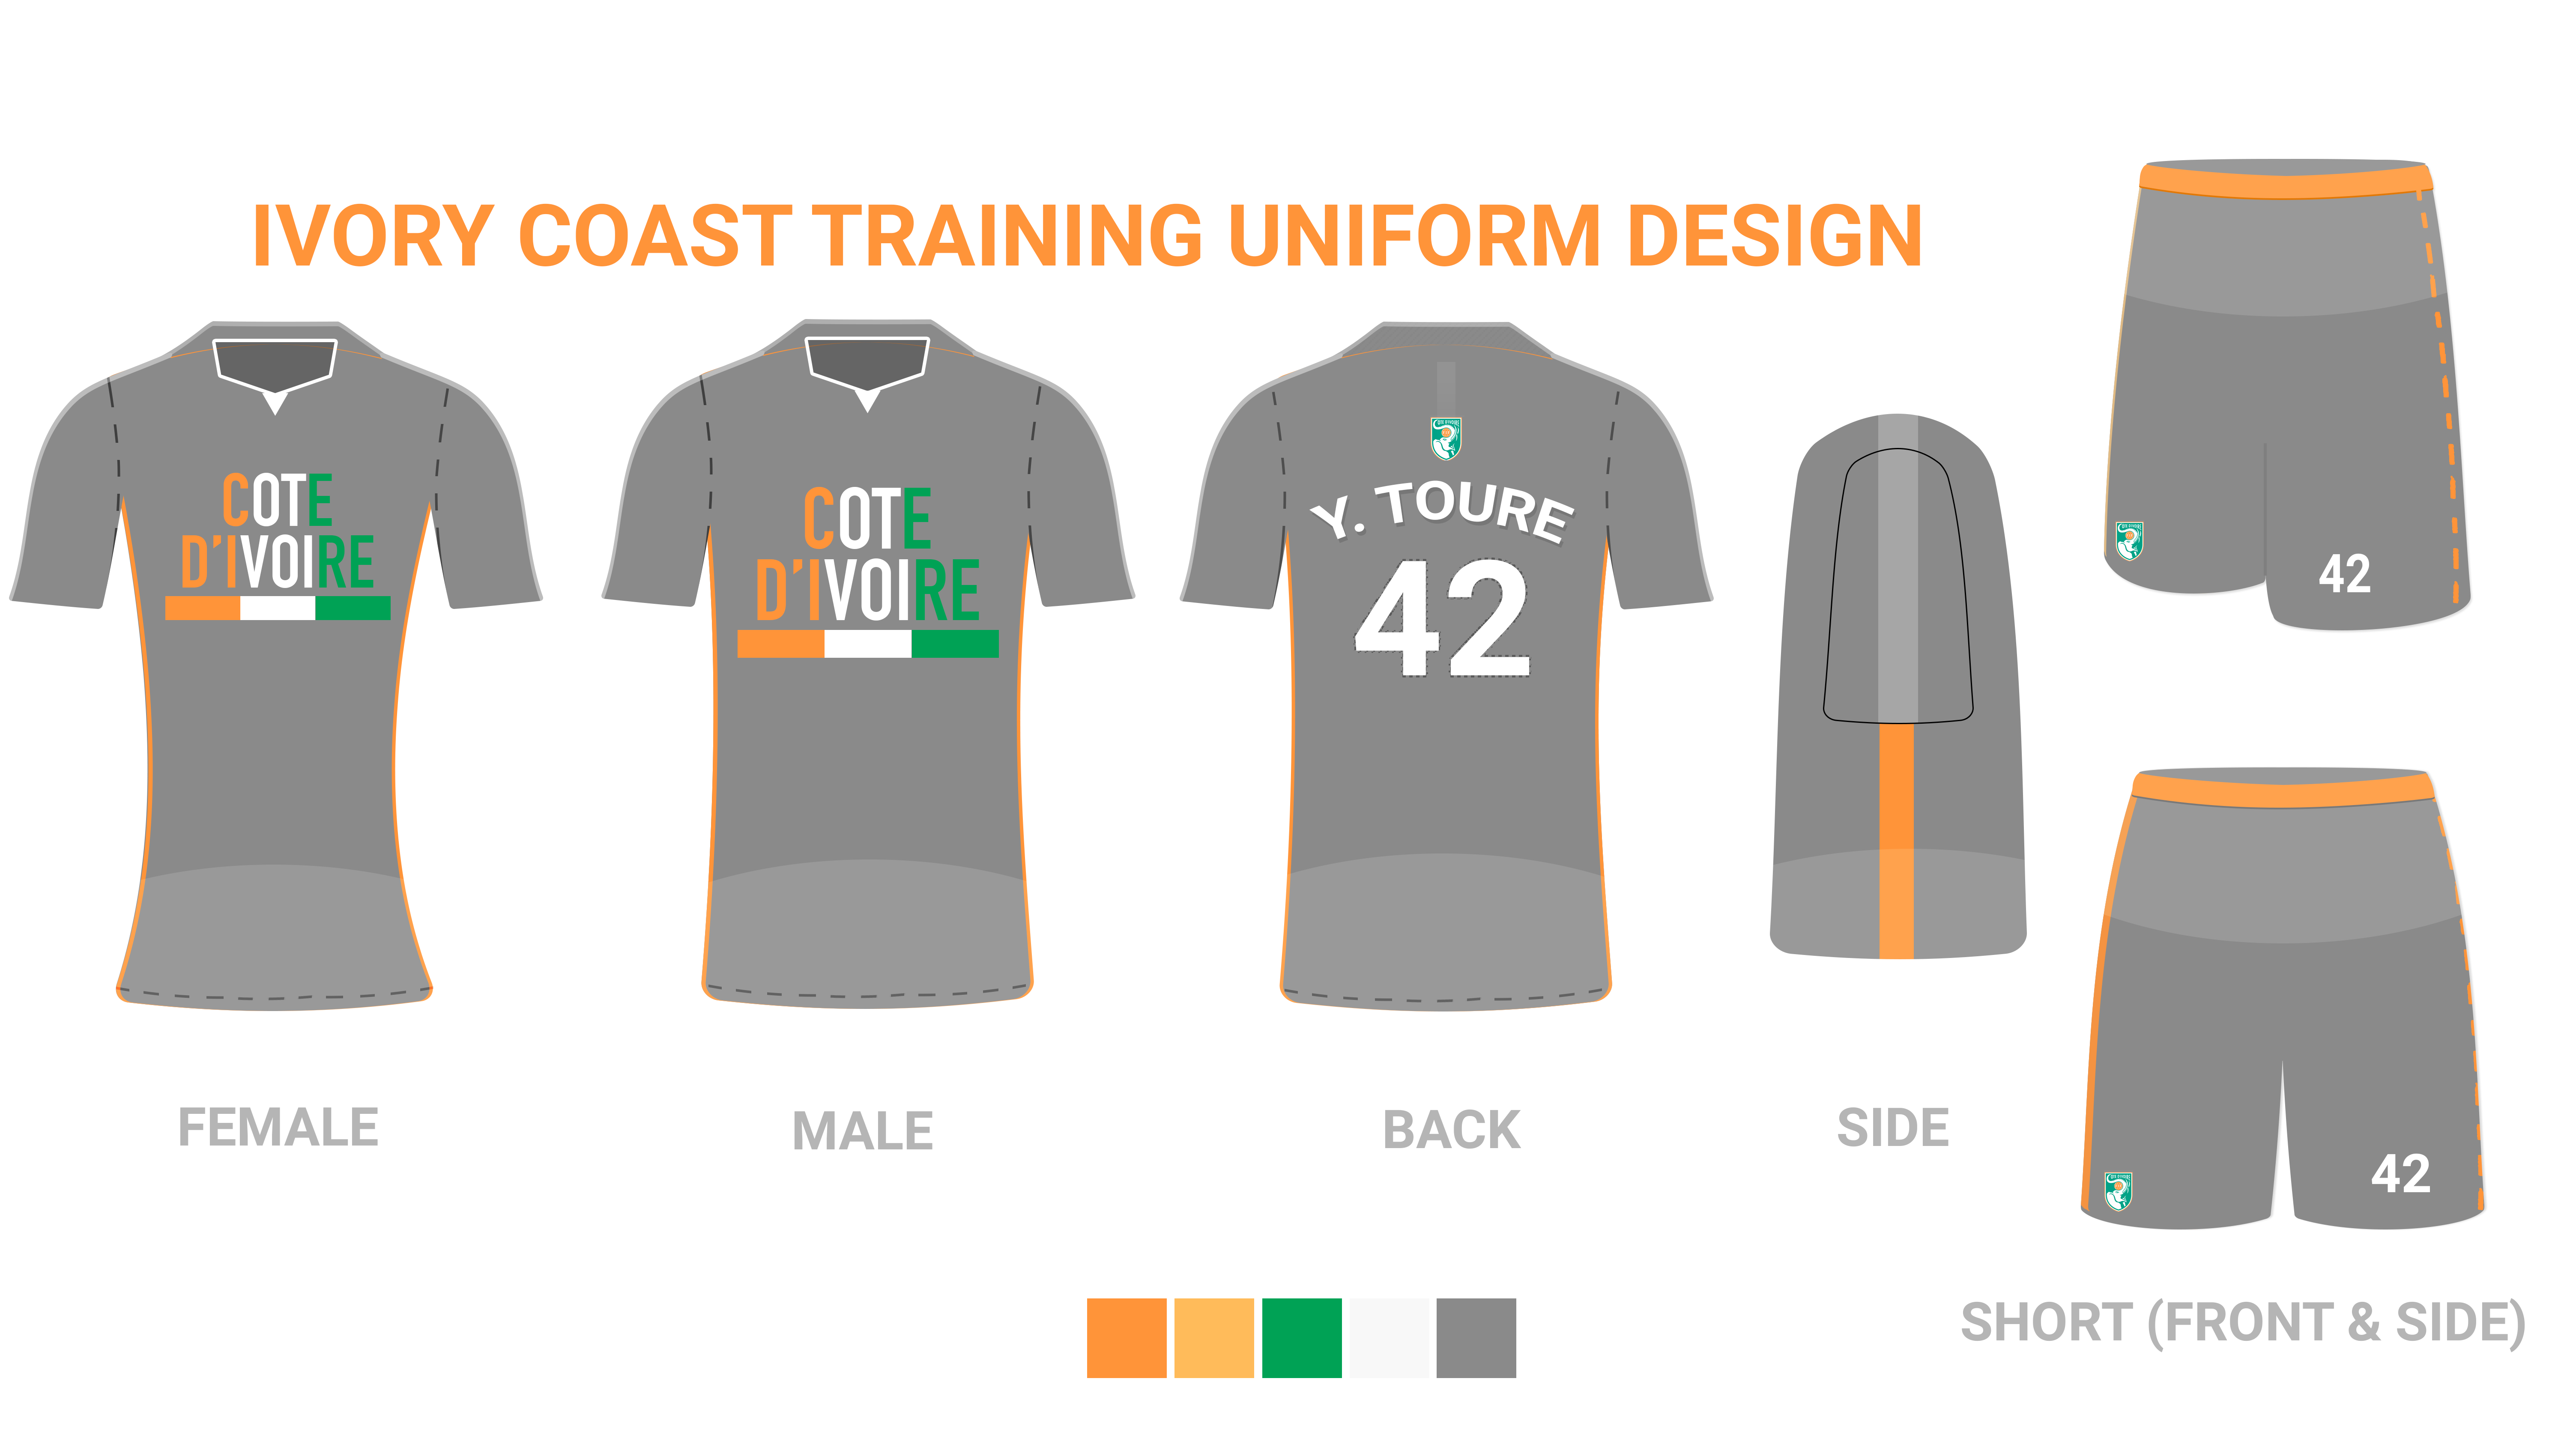 IVORY COAST TRAINING UNIFORM DESIGN
COTE
D'IVOIRE
COTE
D'IVOIRE
Y. TOURE
42
42
42
FEMALE
MALE
BACK
SIDE
SHORT (FRONT & SIDE)